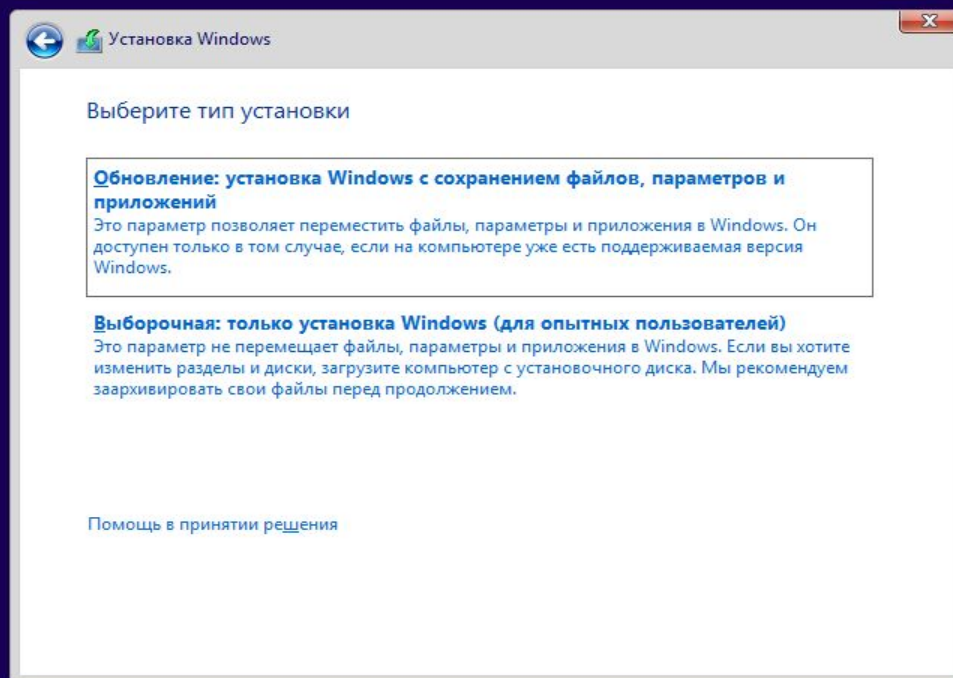 Установка Windows
Выберите тип установки
Обновление: установка Windows с сохранением файлов, параметров и
приложений
Это параметр позволяет переместить файлы, параметры и приложения в Windows. Он
доступен только в том случае, если на компьютере уже есть поддерживаемая версия
Windows.
Выборочная: только установка Windows (для опытных пользователей)
Это параметр не перемещает файлы, параметры и приложения в Windows. Если вы хотите
изменить разделы и диски, загрузите компьютер с установочного диска. Мы рекомендуем
заархивировать свои файлы перед продолжением.
Помощь в принятии решения